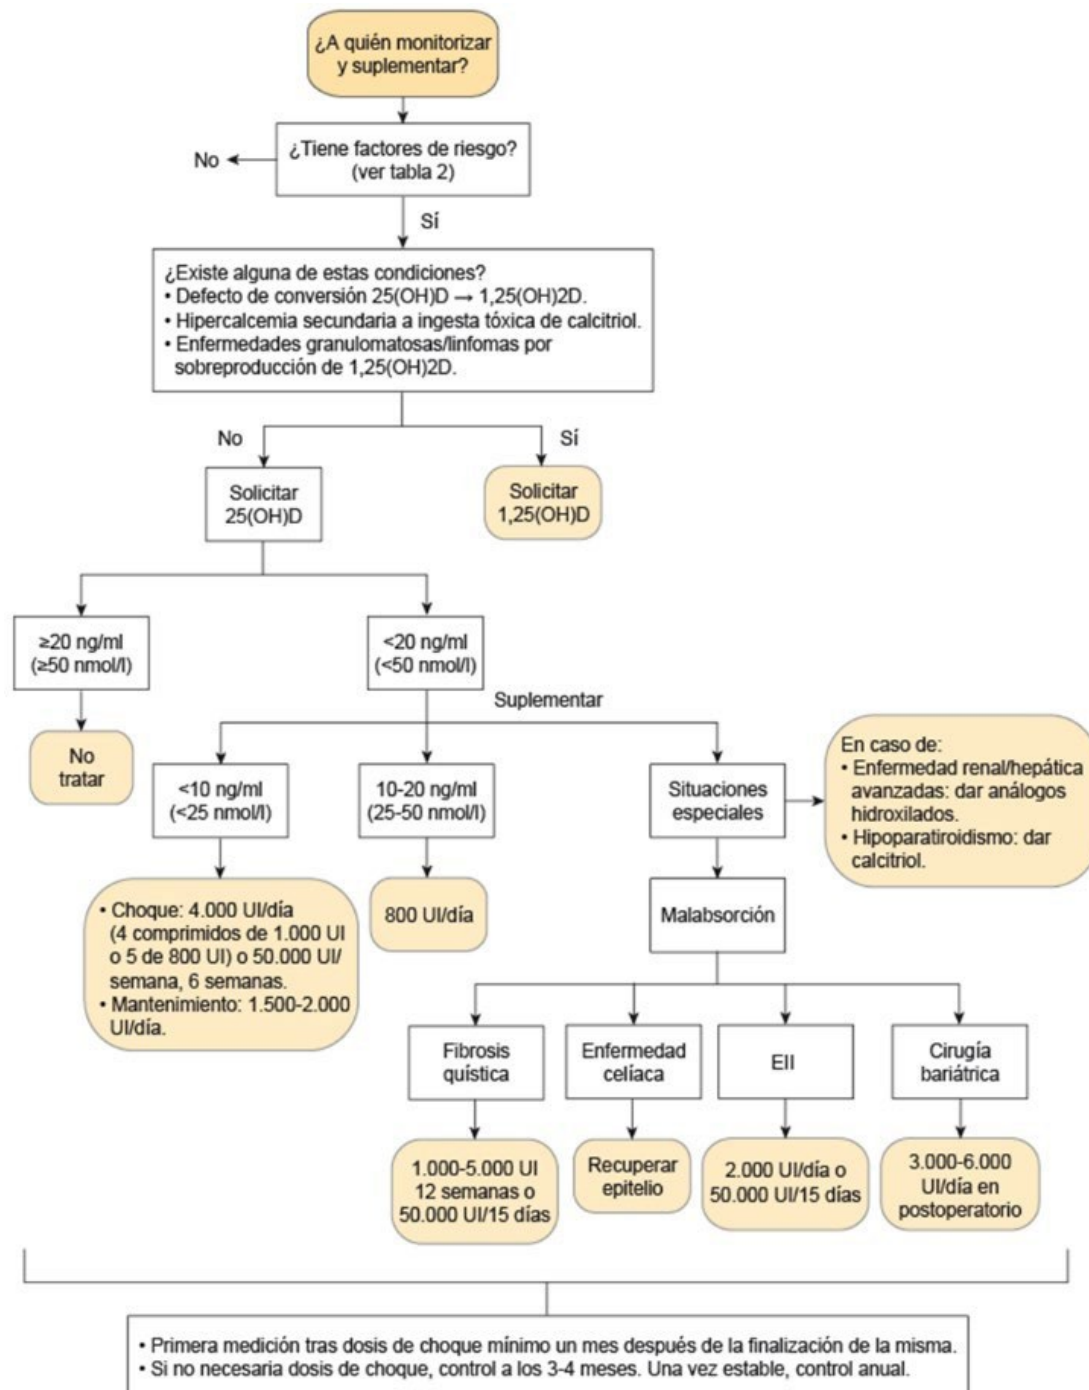 ¿A quién monitorizar
y suplementar?
¿Tiene factores de riesgo?
(ver tabla 2)
No
Sí
¿Existe alguna de estas condiciones?
• Defecto de conversión 25(OH)D → 1,25(OH)2D.
• Hipercalcemia secundaria a ingesta tóxica de calcitriol.
• Enfermedades granulomatosas/linfomas por
sobreproducción de 1,25(OH)2D.
No
Sí
Solicitar
25(OH)D
Solicitar
1,25(OH)D
≥20 ng/ml
(≥50 nmol/l)
<20 ng/ml
(<50 nmol/l)
Suplementar
No
tratar
<10 ng/ml
(<25 nmol/l)
10-20 ng/ml
(25-50 nmol/l)
Situaciones
especiales
En caso de:
• Enfermedad renal/hepática
avanzadas: dar análogos
hidroxilados.
• Hipoparatiroidismo: dar
calcitriol.
• Choque: 4.000 UI/día
(4 comprimidos de 1.000 UI
o 5 de 800 UI) o 50.000 UI/
semana, 6 semanas.
• Mantenimiento: 1.500-2.000
UI/día.
800 UI/día
Malabsorción
Fibrosis
quística
Enfermedad
celíaca
EII
Cirugía
bariátrica
1.000-5.000 UI
12 semanas o
50.000 UI/15 días
Recuperar
epitelio
2.000 UI/día o
50.000 UI/15 días
3.000-6.000
UI/día en
postoperatorio
• Primera medición tras dosis de choque mínimo un mes después de la finalización de la misma.
• Si no necesaria dosis de choque, control a los 3-4 meses. Una vez estable, control anual.